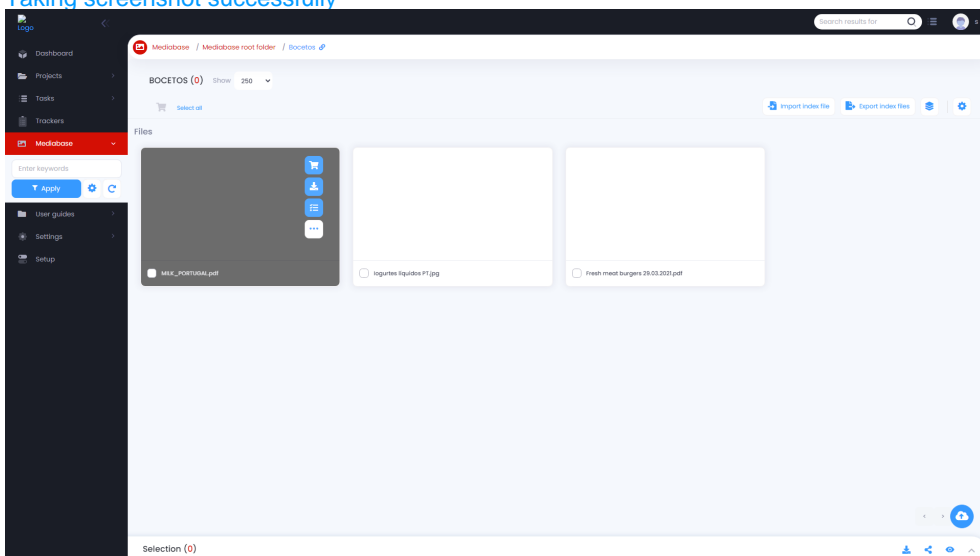 Taking screenshot successfully
Logo
Search results for
Dashboard
Projects
Tasks
Trackers
Mediabase
Enter keywords
Apply
User guides
Settings
Setup
Mediabase / Mediabase root folder / Bocetos
BOCETOS (0) Show 250
Select all
Import index file
Export index files
Files
MILK_PORTUGAL.pdf
Iogurtes líquidos PT.jpg
Fresh meat burgers 29.03.2021.pdf
Selection (0)